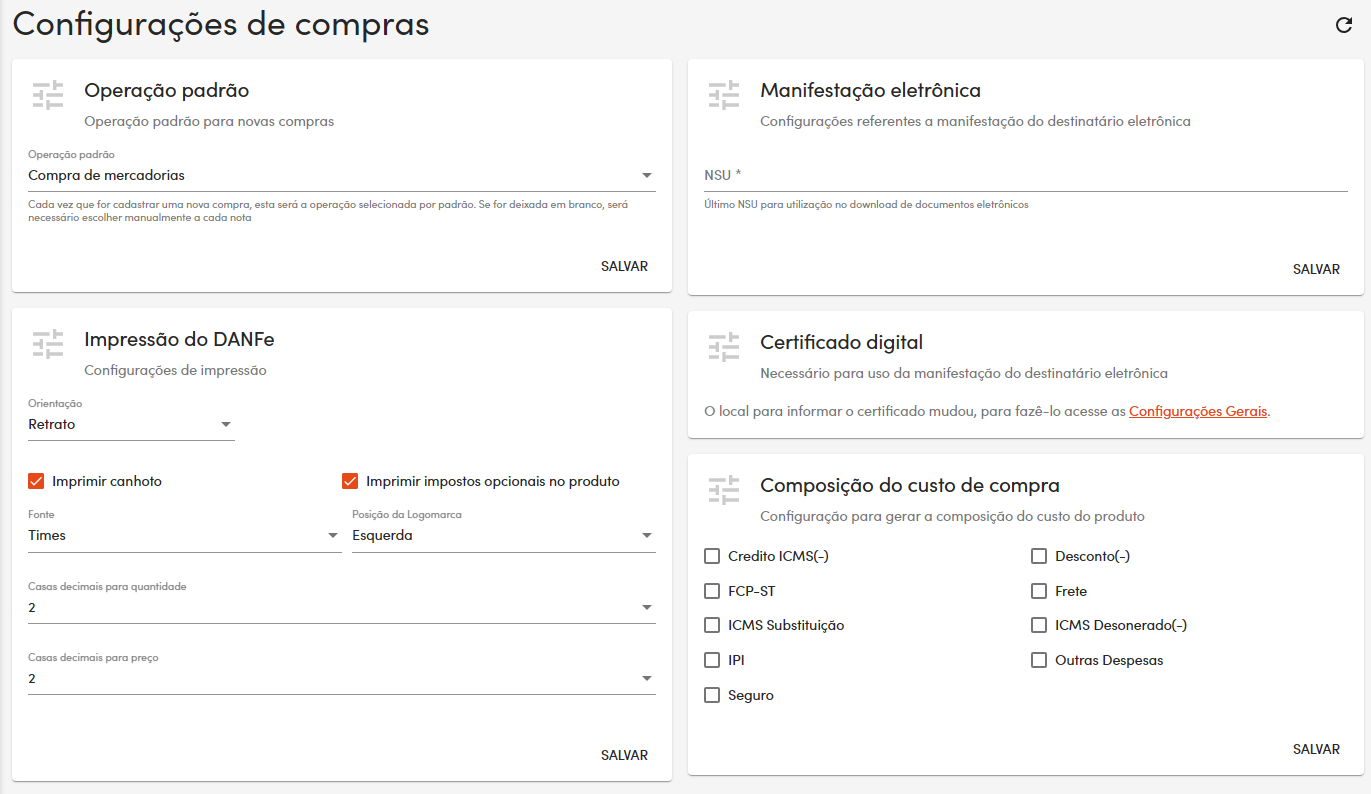 Configurações de compras
Operação padrão
Operação padrão para novas compras
Operação padrão
Compra de mercadorias
Cada vez que for cadastrar uma nova compra, esta será a operação selecionada por padrão. Se for deixada em branco, será
necessário escolher manualmente a cada nota
SALVAR
Impressão do DANFe
Configurações de impressão
Orientação
Retrato
Imprimir canhoto
Imprimir impostos opcionais no produto
Fonte
Times
Posição da Logomarca
Esquerda
Casas decimais para quantidade
2
Casas decimais para preço
2
SALVAR
Manifestação eletrônica
Configurações referentes a manifestação do destinatário eletrônica
NSU *
Último NSU para utilização no download de documentos eletrônicos
SALVAR
Certificado digital
Necessário para uso da manifestação do destinatário eletrônica
O local para informar o certificado mudou, para fazê-lo acesse as Configurações Gerais.
Composição do custo de compra
Configuração para gerar a composição do custo do produto
Credito ICMS(-)
Desconto(-)
FCP-ST
Frete
ICMS Substituição
ICMS Desonerado(-)
IPI
Outras Despesas
Seguro
SALVAR